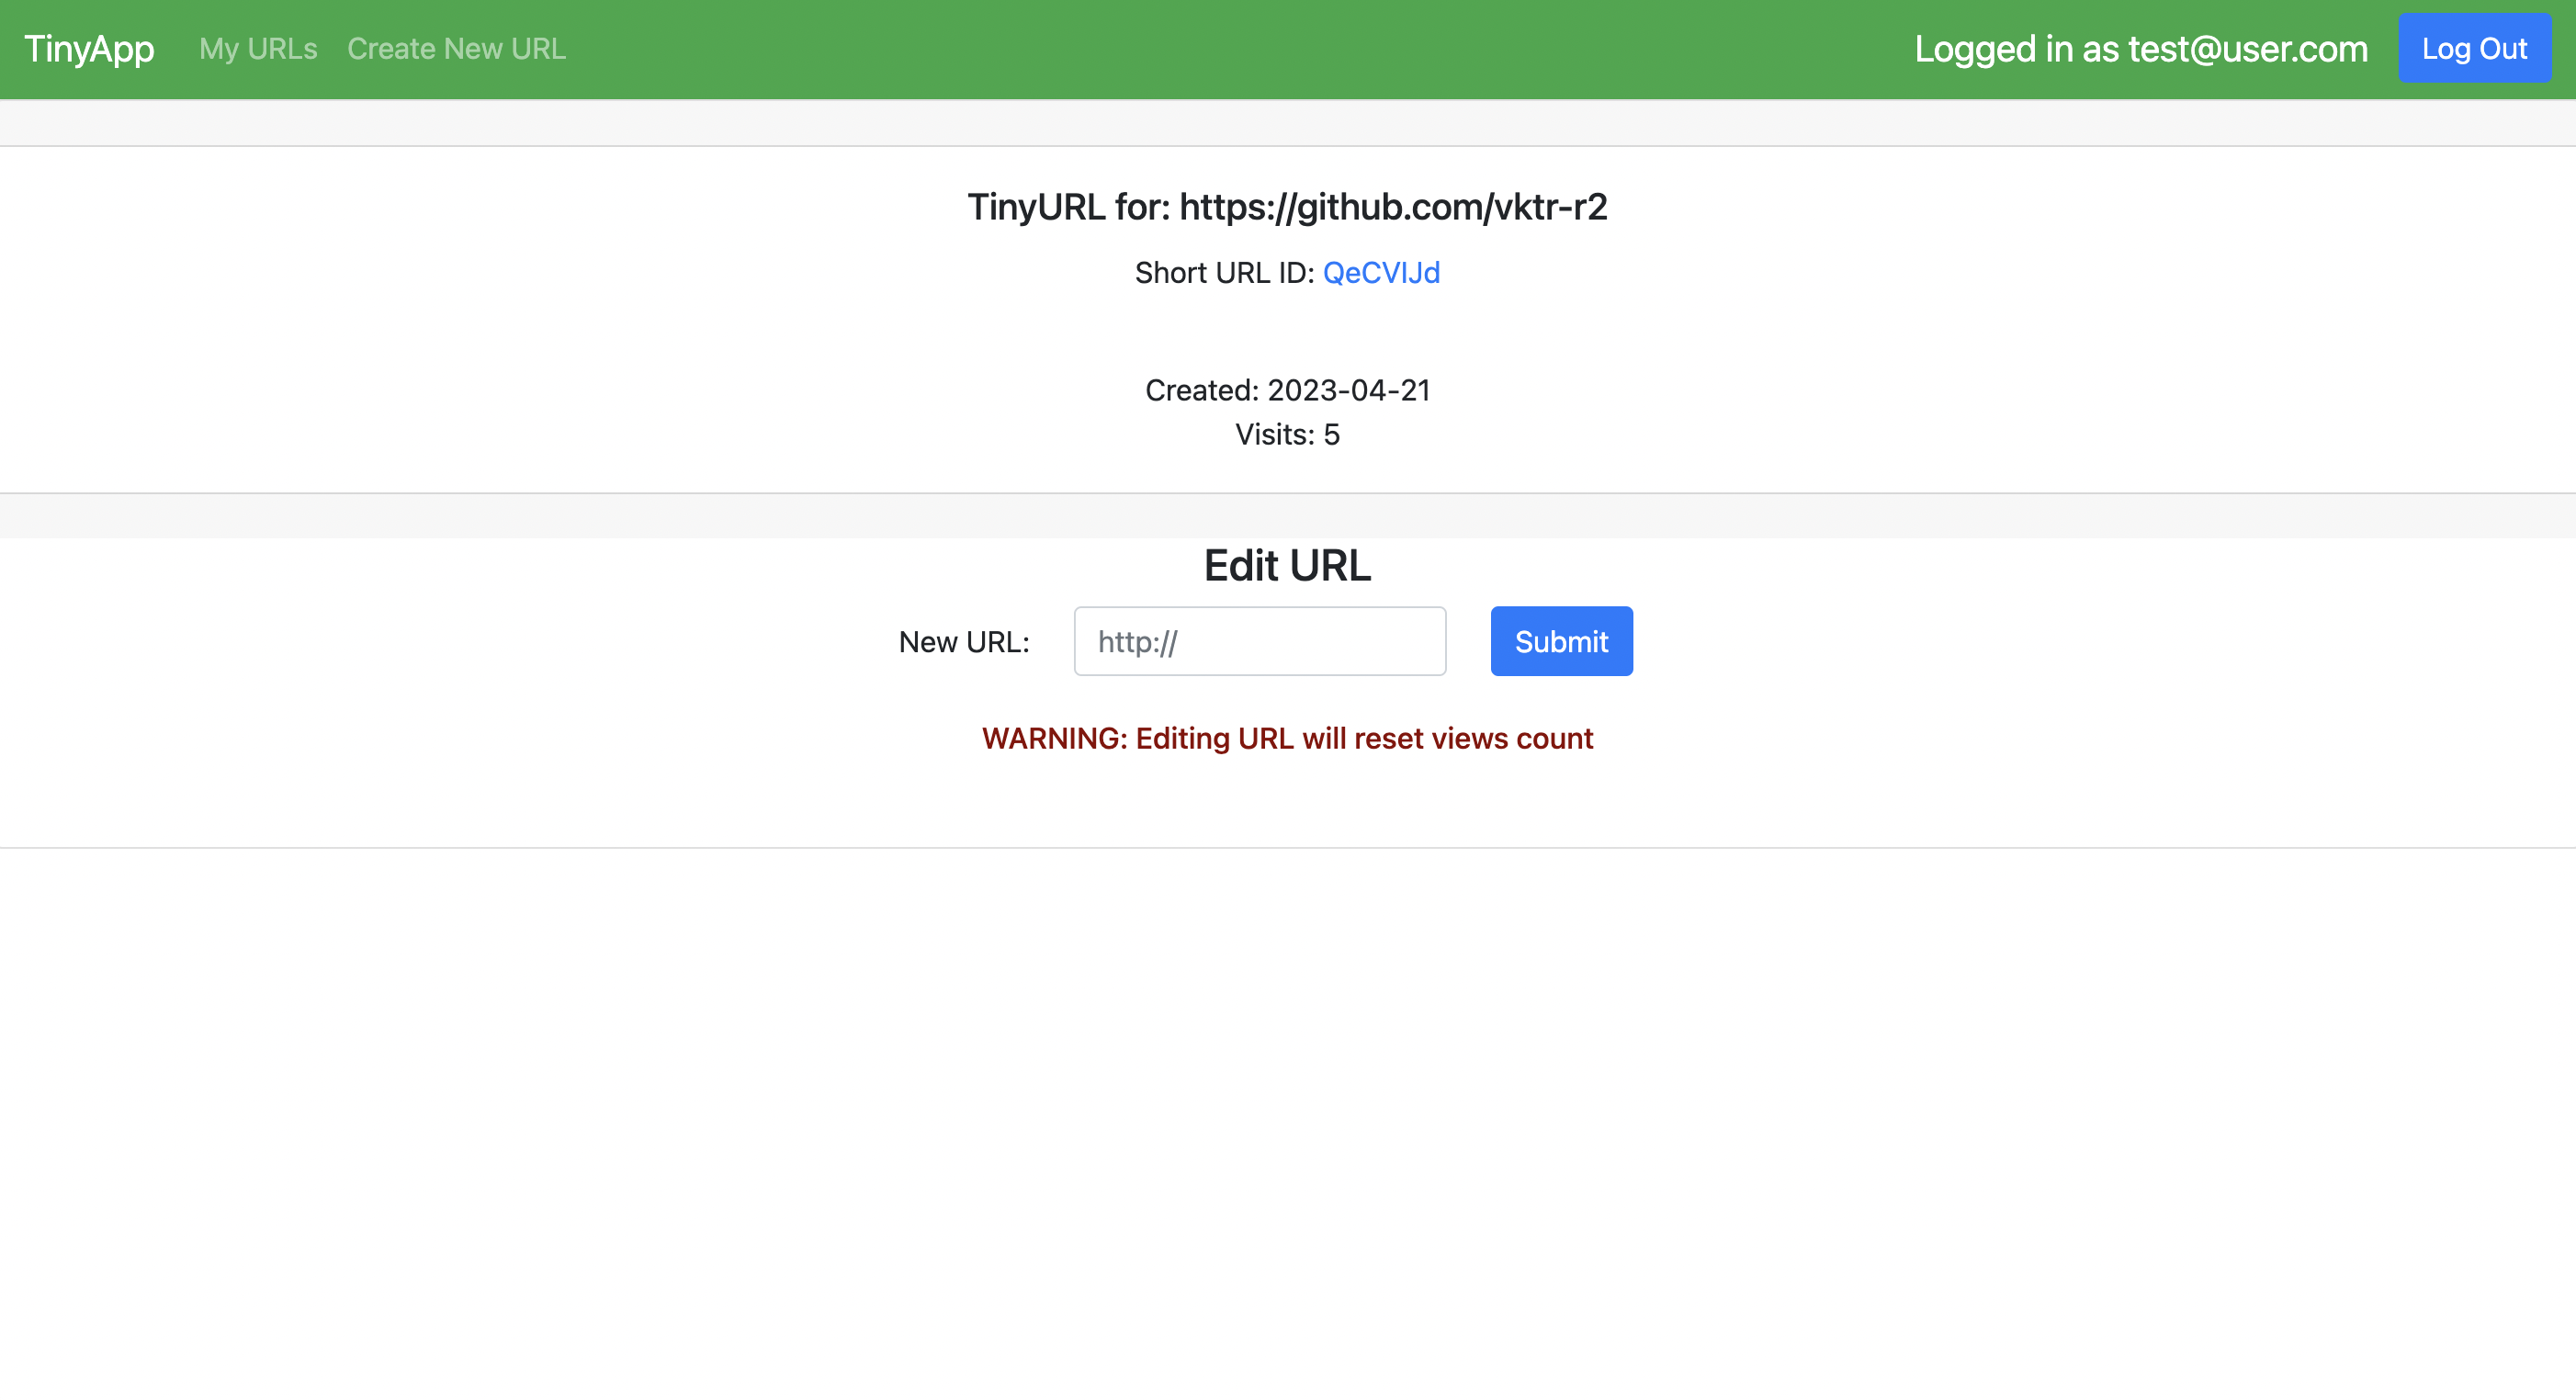 TinyApp My URLs Create New URL Logged in as test@user.com Log Out
TinyURL for: https://github.com/vktr-r2
Short URL ID: QeCVIJd
Created: 2023-04-21
Visits: 5
Edit URL
New URL: http:// Submit
WARNING: Editing URL will reset views count